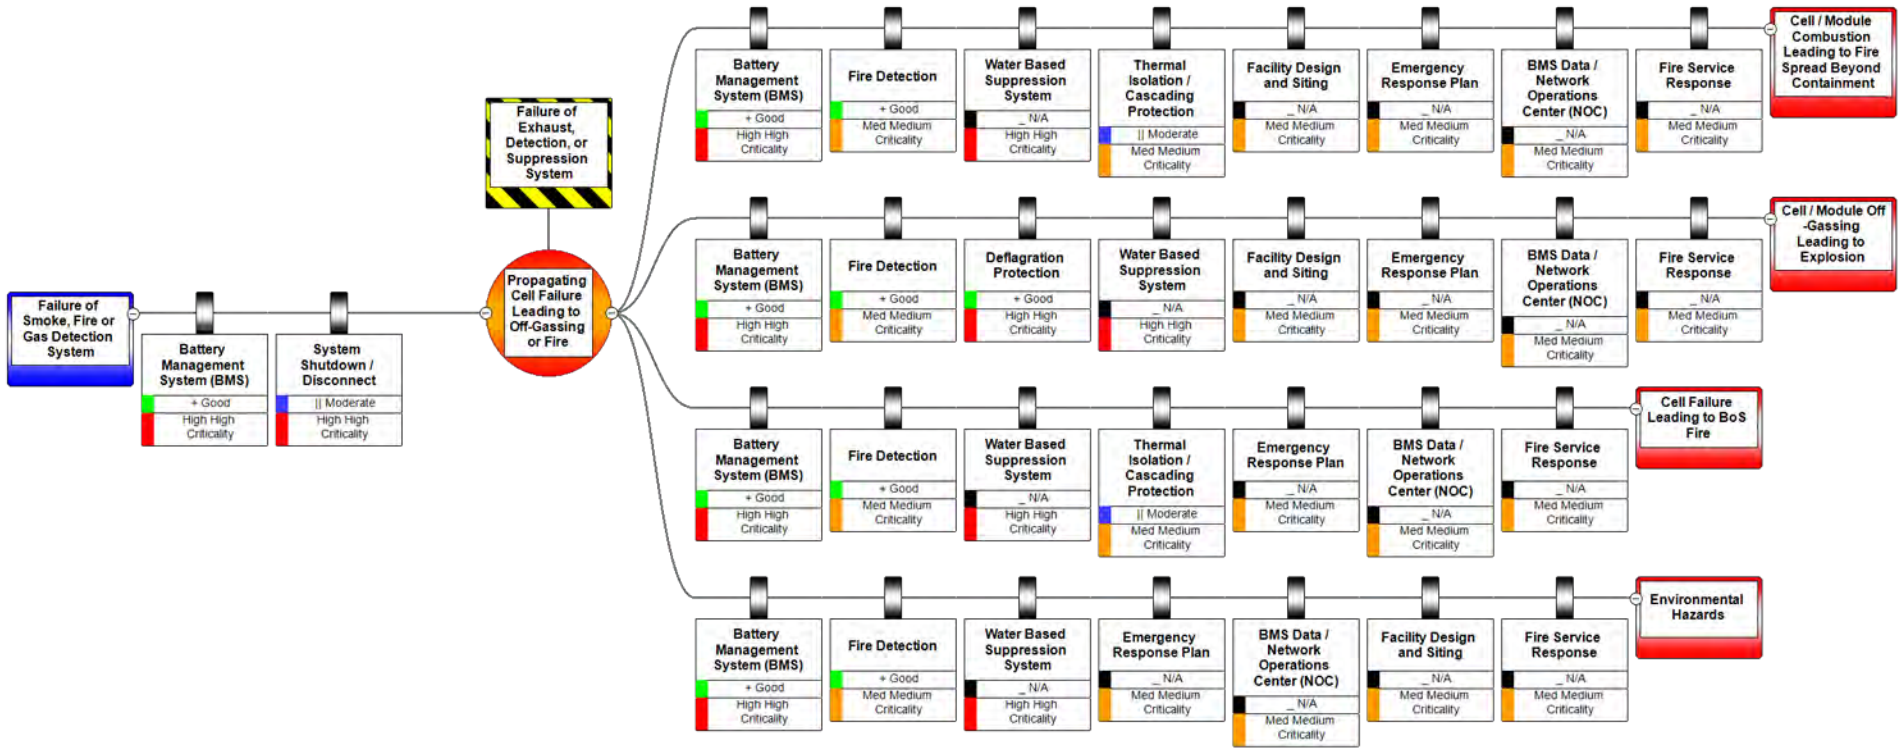 Failure of
Smoke, Fire or
Gas Detection
System
Battery
Management
System (BMS)
+ Good
High High
Criticality
System
Shutdown /
Disconnect
|| Moderate
High High
Criticality
Failure of
Exhaust,
Detection, or
Suppression
System
Propagating
Cell Failure
Leading to
Off-Gassing
or Fire
Battery
Management
System (BMS)
+ Good
High High
Criticality
Fire Detection
+ Good
Med Medium
Criticality
Water Based
Suppression
System
_ N/A
High High
Criticality
Thermal
Isolation /
Cascading
Protection
|| Moderate
Med Medium
Criticality
Facility Design
and Siting
_ N/A
Med Medium
Criticality
Emergency
Response Plan
_ N/A
Med Medium
Criticality
BMS Data /
Network
Operations
Center (NOC)
_ N/A
Med Medium
Criticality
Fire Service
Response
_ N/A
Med Medium
Criticality
Cell / Module
Combustion
Leading to Fire
Spread Beyond
Containment
Battery
Management
System (BMS)
+ Good
High High
Criticality
Fire Detection
+ Good
Med Medium
Criticality
Deflagration
Protection
+ Good
High High
Criticality
Water Based
Suppression
System
_ N/A
High High
Criticality
Facility Design
and Siting
_ N/A
Med Medium
Criticality
Emergency
Response Plan
_ N/A
Med Medium
Criticality
BMS Data /
Network
Operations
Center (NOC)
_ N/A
Med Medium
Criticality
Fire Service
Response
_ N/A
Med Medium
Criticality
Cell / Module Off
-Gassing
Leading to
Explosion
Battery
Management
System (BMS)
+ Good
High High
Criticality
Fire Detection
+ Good
Med Medium
Criticality
Water Based
Suppression
System
_ N/A
High High
Criticality
Thermal
Isolation /
Cascading
Protection
|| Moderate
Med Medium
Criticality
Emergency
Response Plan
_ N/A
Med Medium
Criticality
BMS Data /
Network
Operations
Center (NOC)
_ N/A
Med Medium
Criticality
Fire Service
Response
_ N/A
Med Medium
Criticality
Cell Failure
Leading to BoS
Fire
Battery
Management
System (BMS)
+ Good
High High
Criticality
Fire Detection
+ Good
Med Medium
Criticality
Water Based
Suppression
System
_ N/A
High High
Criticality
Emergency
Response Plan
_ N/A
Med Medium
Criticality
BMS Data /
Network
Operations
Center (NOC)
_ N/A
Med Medium
Criticality
Facility Design
and Siting
_ N/A
Med Medium
Criticality
Fire Service
Response
_ N/A
Med Medium
Criticality
Environmental
Hazards